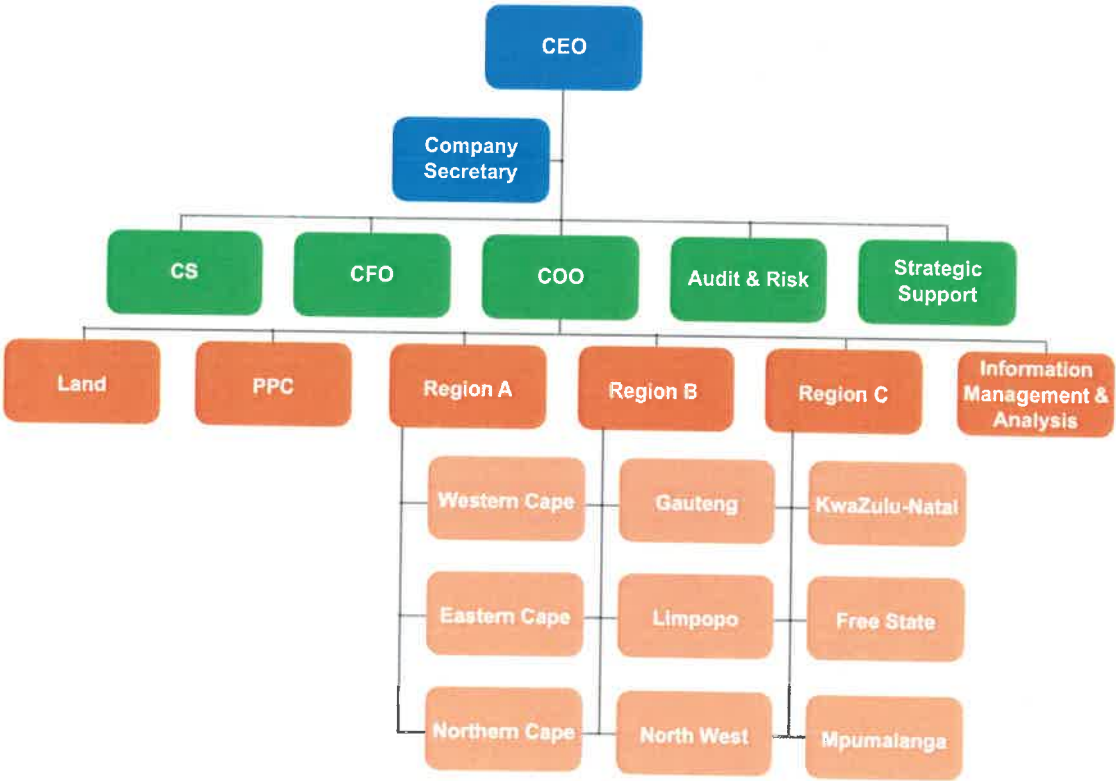 CEO
Company
Secretary
CS
CFO
COO
Audit & Risk
Strategic
Support
Land
PPC
Region A
Region B
Region C
Information
Management &
Analysis
Western Cape
Gauteng
KwaZulu-Natal
Eastern Cape
Limpopo
Free State
Northern Cape
North West
Mpumalanga